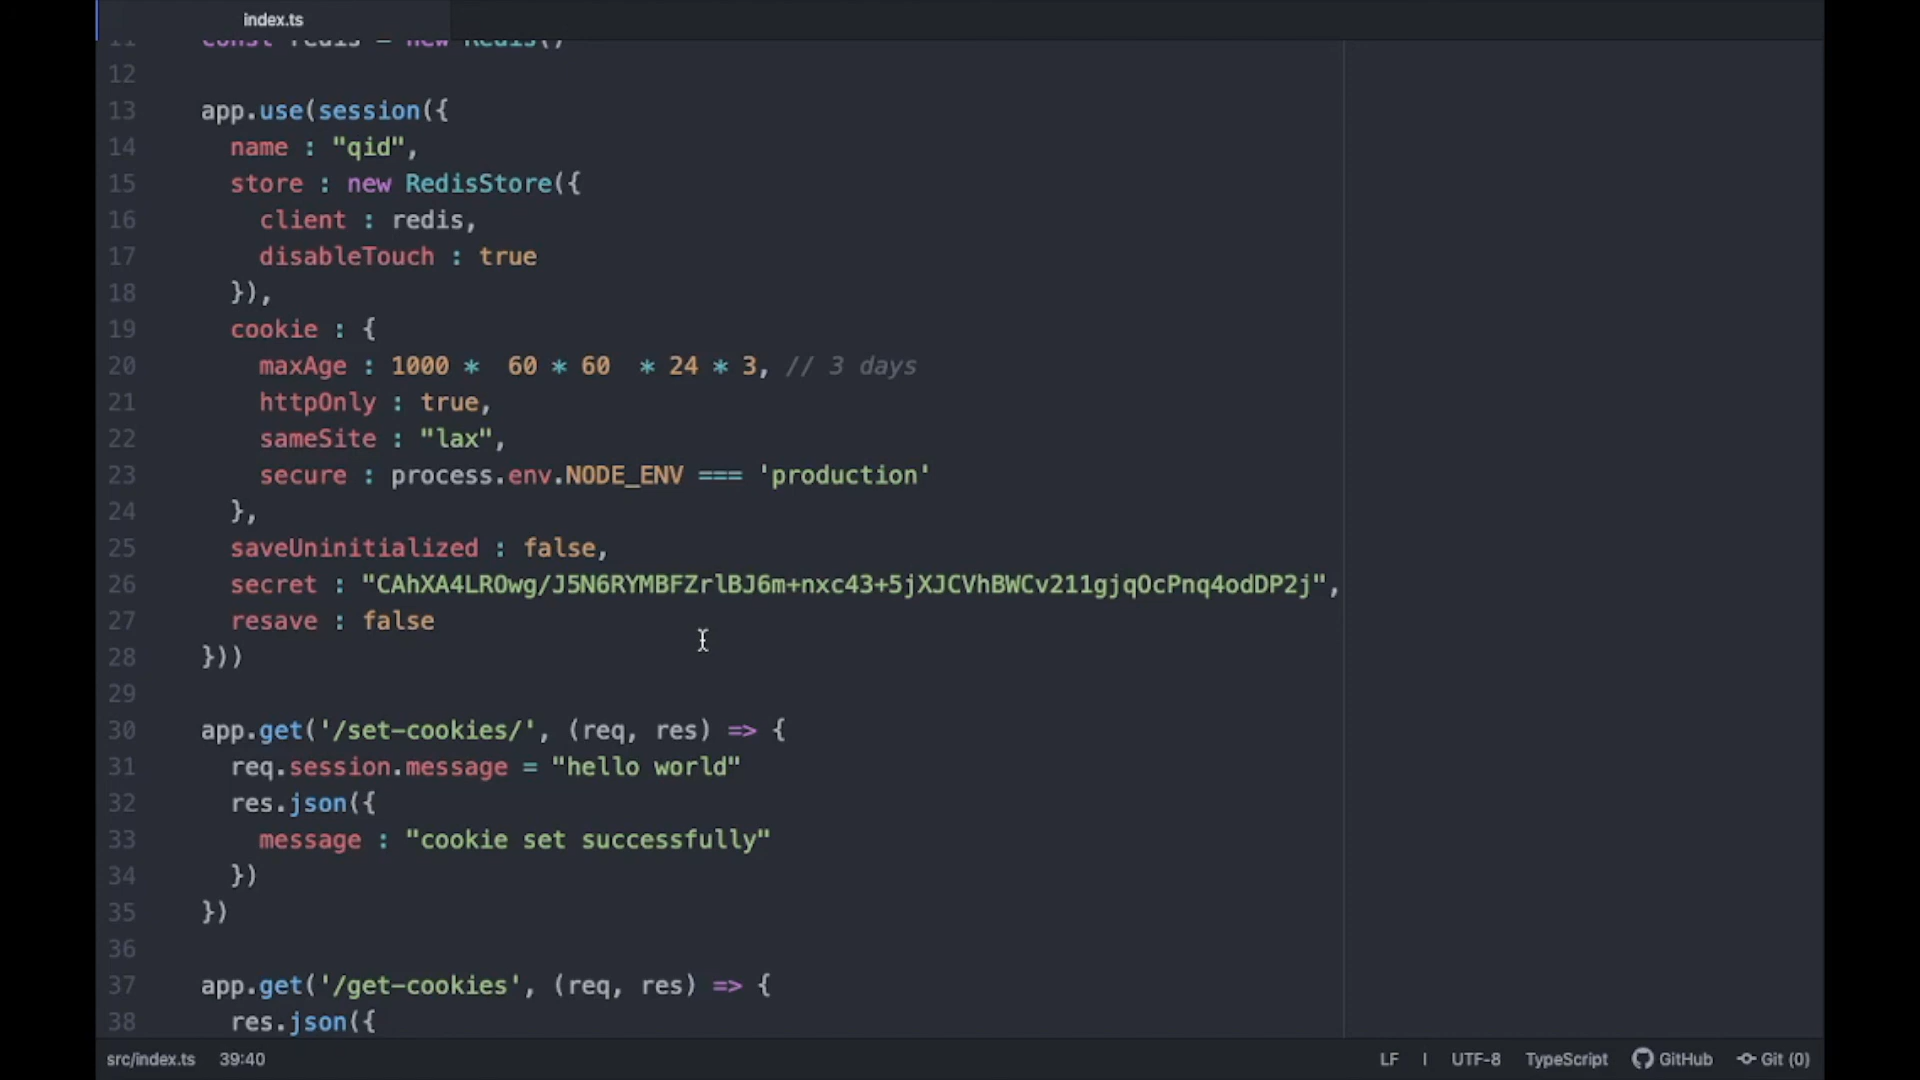 index.ts
11 const redis = new Redis()
12
13 app.use(session({
14 name : "qid",
15 store : new RedisStore({
16 client : redis,
17 disableTouch : true
18 }),
19 cookie : {
20 maxAge : 1000 *  60 * 60  * 24 * 3, // 3 days
21 httpOnly : true,
22 sameSite : "lax",
23 secure : process.env.NODE_ENV === 'production'
24 },
25 saveUninitialized : false,
26 secret : "CAhXA4LROwg/J5N6RYMBFZrlBJ6m+nxc43+5jXJCVhBWCv211gjqOcPnq4odDP2j",
27 resave : false
28 }))
29
30 app.get('/set-cookies/', (req, res) => {
31 req.session.message = "hello world"
32 res.json({
33 message : "cookie set successfully"
34 })
35 })
36
37 app.get('/get-cookies', (req, res) => {
38 res.json({
src/index.ts 39:40 LF UTF-8 TypeScript GitHub Git (0)